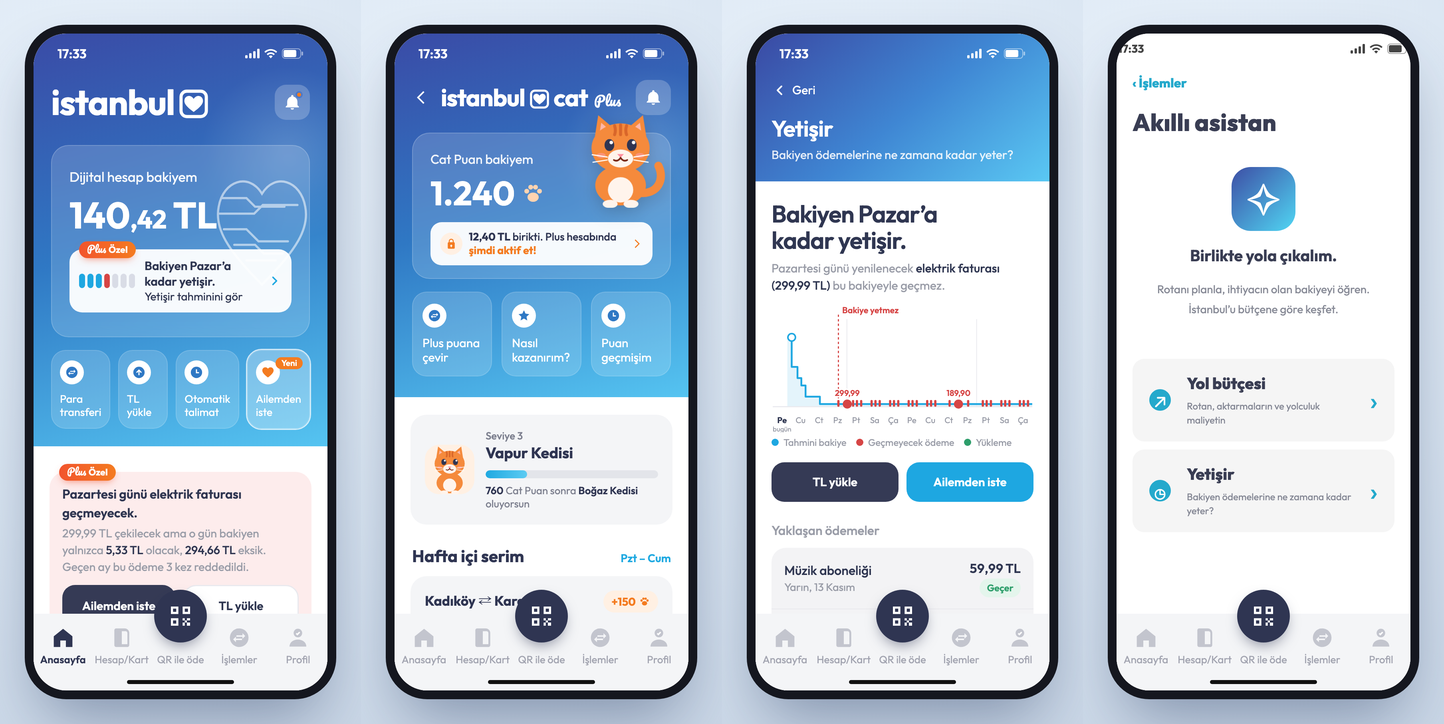 17:33
istanbul
Dijital hesap bakiyem
140,42 TL
Plus Özel
Bakiyen Pazar’a
kadar yetişir.
Yetişir tahminini gör
Para
transferi
TL
yükle
Otomatik
talimat
Yeni
Ailemden
iste
Plus Özel
Pazartesi günü elektrik faturası
geçmeyecek.
299,99 TL çekilecek ama o gün bakiyen
yalnızca 5,33 TL olacak, 294,66 TL eksik.
Geçen ay bu ödeme 3 kez reddedildi.
Ailemden iste
TL yükle
Anasayfa
Hesap/Kart
QR ile öde
İşlemler
Profil
17:33
istanbul cat Plus
Cat Puan bakiyem
1.240
12,40 TL birikti. Plus hesabında
şimdi aktif et!
Plus puana
çevir
Nasıl
kazanırım?
Puan
geçmişim
Seviye 3
Vapur Kedisi
760 Cat Puan sonra Boğaz Kedisi
oluyorsun
Hafta içi serim
Pzt – Cum
Kadıköy ⇄
+150
Anasayfa
Hesap/Kart
QR ile öde
İşlemler
Profil
17:33
Geri
Yetişir
Bakiyen ödemelerine ne zamana kadar yeter?
Bakiyen Pazar’a
kadar yetişir.
Pazartesi günü yenilenecek elektrik faturası
(299,99 TL) bu bakiyeyle geçmez.
Bakiye yetmez
299,99
189,90
Pe Cu Ct Pz Pt Sa Ça Pe Cu Ct Pz Pt Sa Ça
bugün
Tahmini bakiye
Geçmeyecek ödeme
Yükleme
TL yükle
Ailemden iste
Yaklaşan ödemeler
Müzik aboneliği
59,99 TL
Yarın, 13 Kasım
Geçer
Anasayfa
Hesap/Kart
QR ile öde
İşlemler
Profil
17:33
‹ İşlemler
Akıllı asistan
Birlikte yola çıkalım.
Rotanı planla, ihtiyacın olan bakiyeyi öğren.
İstanbul’u bütçene göre keşfet.
Yol bütçesi
Rotan, aktarmaların ve yolculuk
maliyetin
Yetişir
Bakiyen ödemelerine ne zamana kadar
yeter?
Anasayfa
Hesap/Kart
QR ile öde
İşlemler
Profil